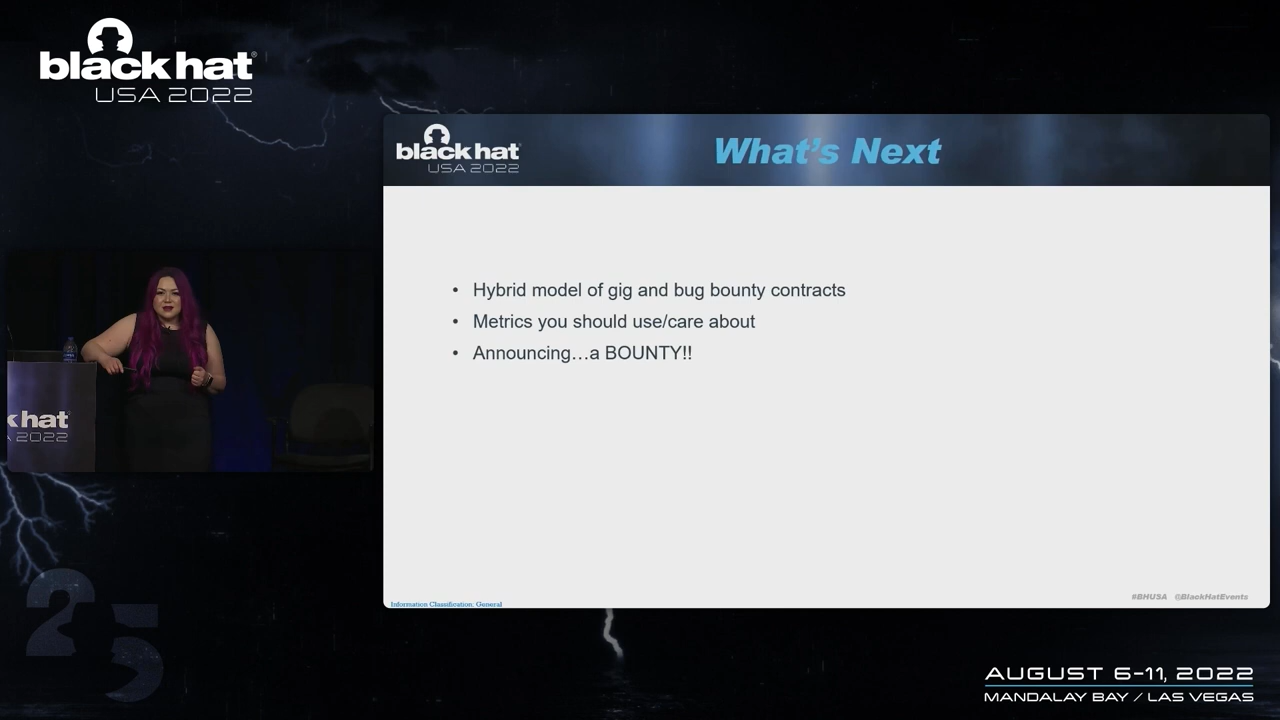 black hat®
USA 2022
black hat®
USA 2022
What's Next
• Hybrid model of gig and bug bounty contracts
• Metrics you should use/care about
• Announcing…a BOUNTY!!
k hat
2022
Information Classification: General
#BHUSA @BlackHatEvents
25
AUGUST 6-11, 2022
MANDALAY BAY / LAS VEGAS